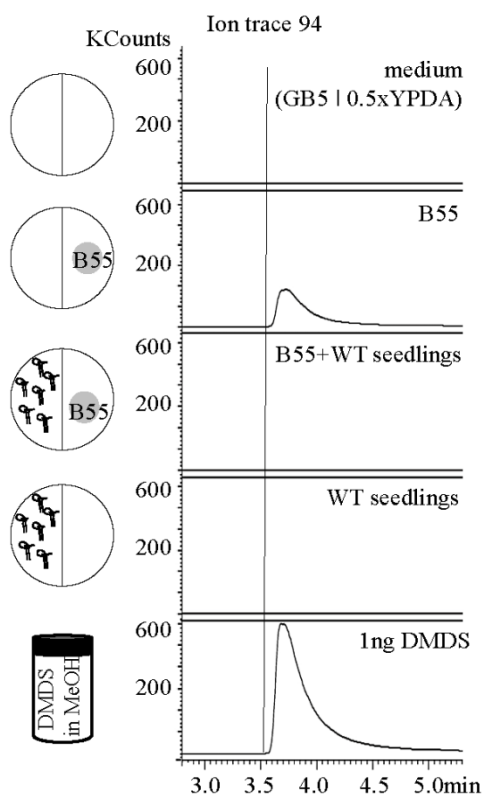 Ion trace 94
KCounts
600
200
medium
(GB5 | 0.5xYPDA)
600
200
B55
B55
600
200
B55+WT seedlings
B55
600
200
WT seedlings
600
200
1ng DMDS
DMDS
in MeOH
3.0 3.5 4.0 4.5 5.0min